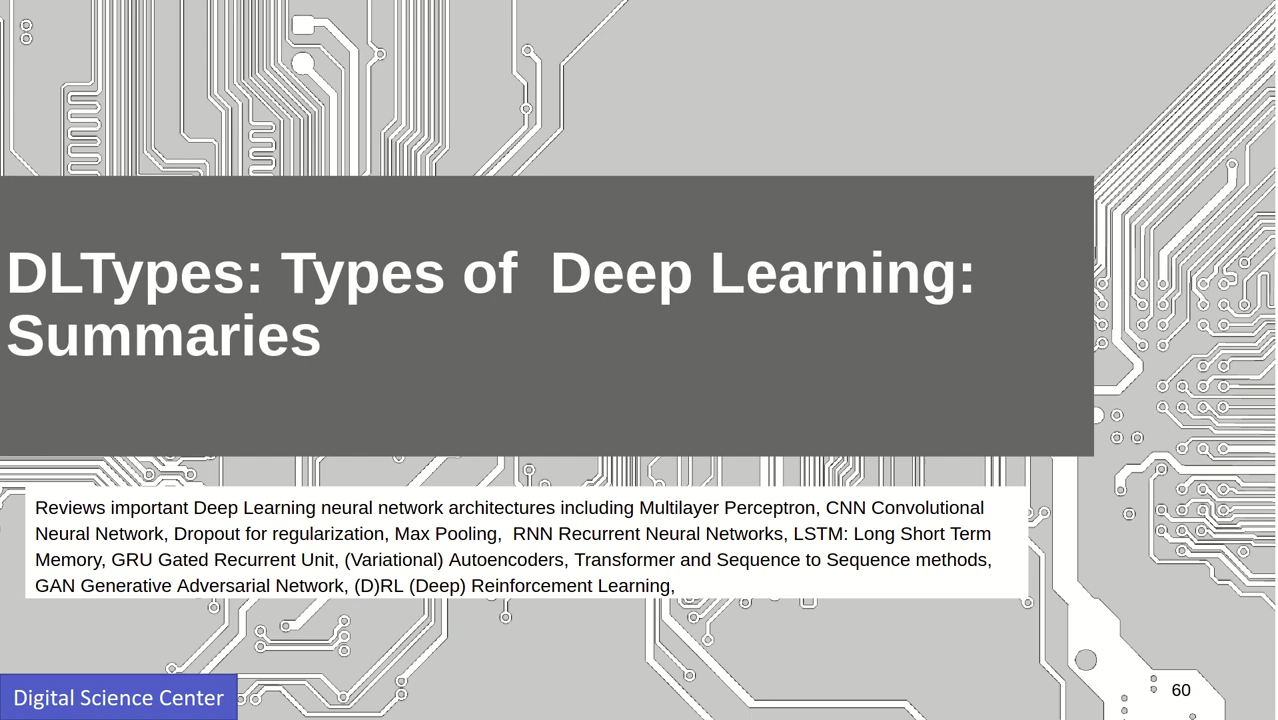 DLTypes: Types of  Deep Learning:
Summaries
Reviews important Deep Learning neural network architectures including Multilayer Perceptron, CNN Convolutional
Neural Network, Dropout for regularization, Max Pooling,  RNN Recurrent Neural Networks, LSTM: Long Short Term
Memory, GRU Gated Recurrent Unit, (Variational) Autoencoders, Transformer and Sequence to Sequence methods,
GAN Generative Adversarial Network, (D)RL (Deep) Reinforcement Learning,
Digital Science Center
60